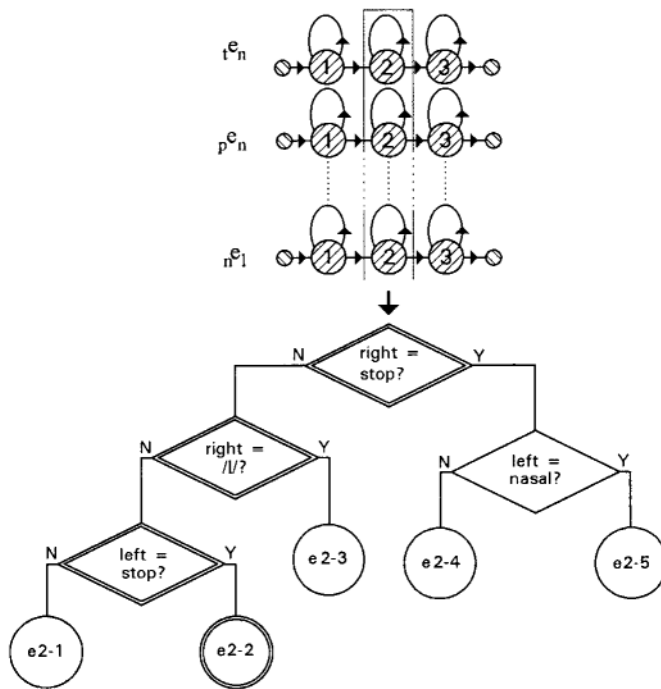 t e n
1 2 3
p e n
1 2 3
n e l
1 2 3
N right = Y
stop?
N right = Y
/l/?
N left = Y
nasal?
N left = Y
stop?
e2-3
e2-4
e2-5
e2-1
e2-2